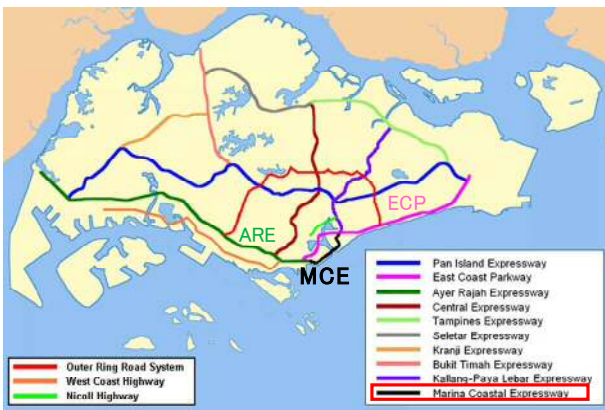 ECP
ARE
MCE
Pan Island Expressway
East Coast Parkway
Ayer Rajah Expressway
Central Expressway
Tampines Expressway
Seletar Expressway
Kranji Expressway
Bukit Timah Expressway
Kallang-Paya Lebar Expressway
Marina Coastal Expressway
Outer Ring Road System
West Coast Highway
Nicoll Highway